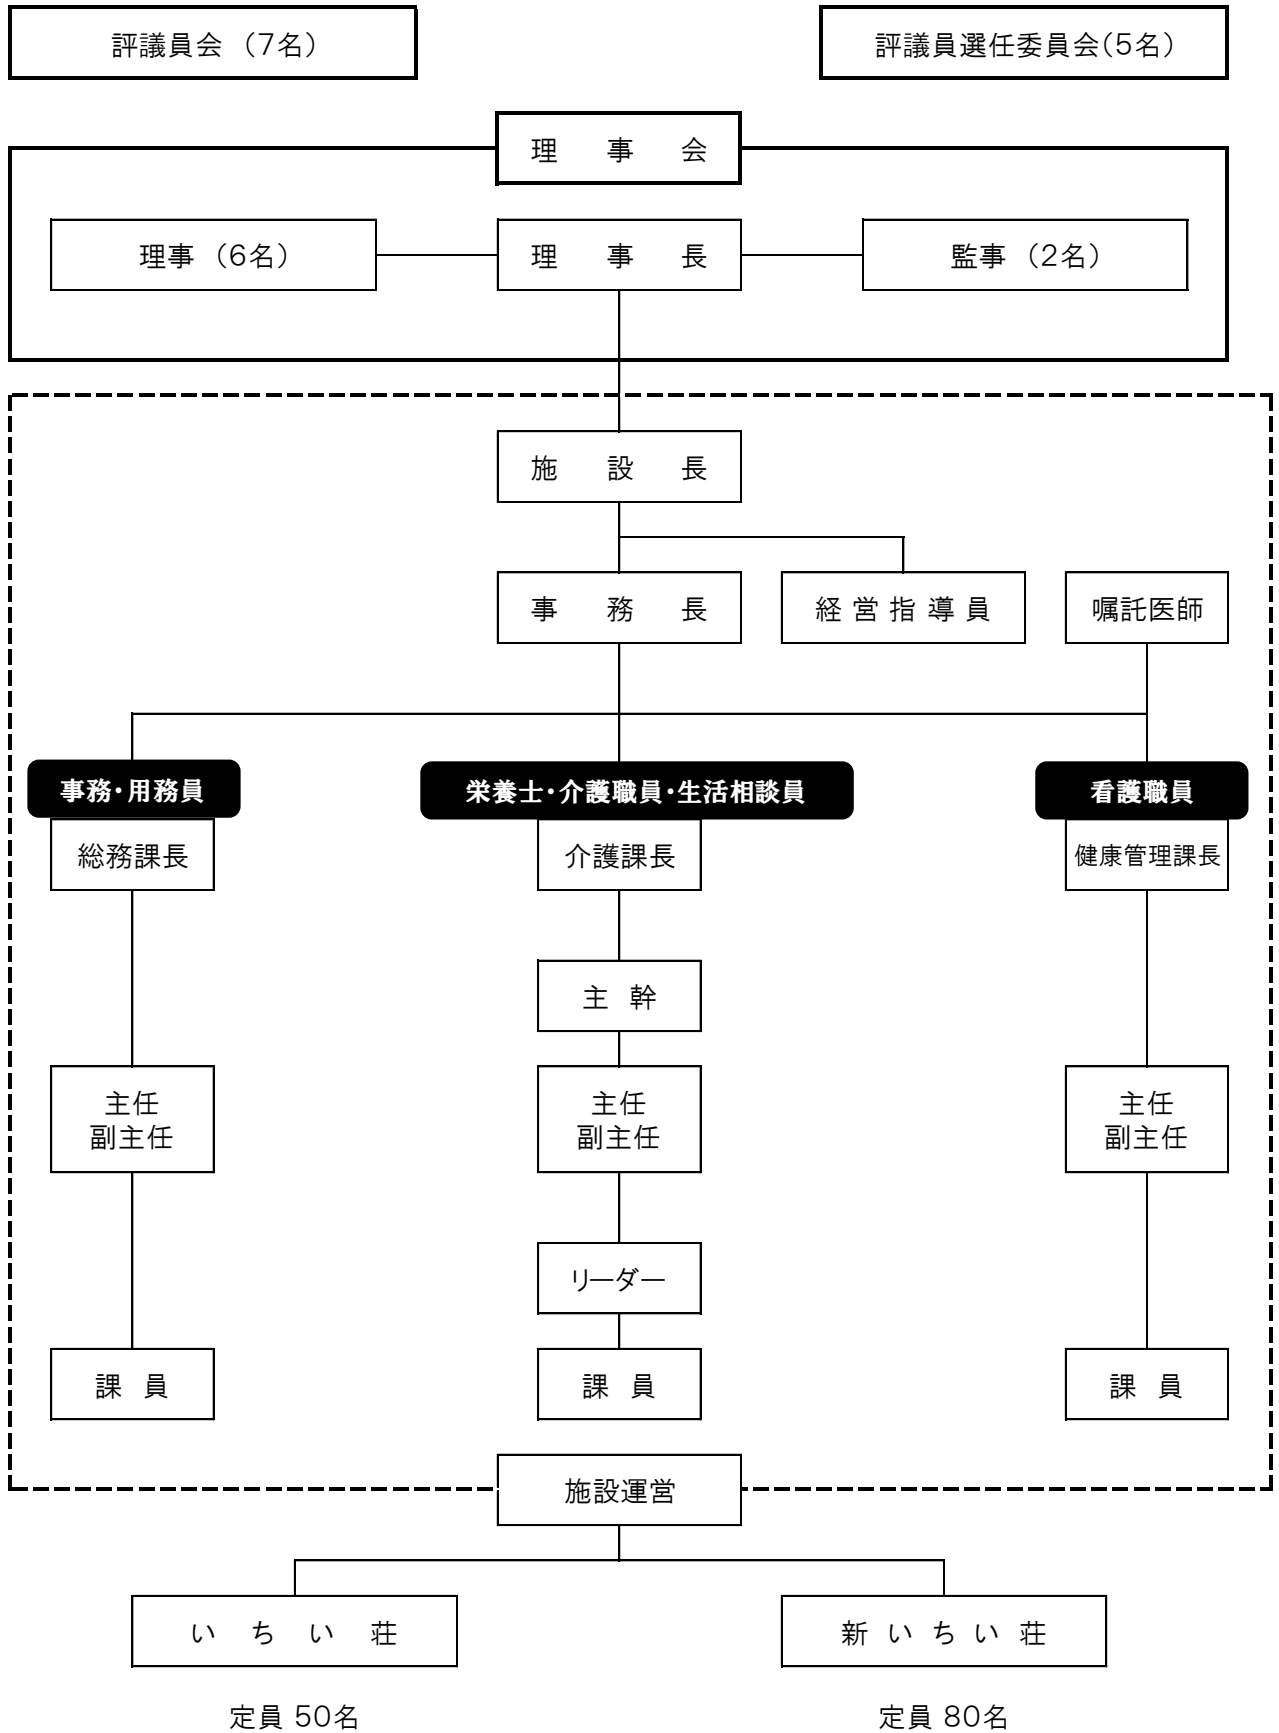 評議員会 （7名）
評議員選任委員会（5名）
理 事 会
理事 （6名）
理 事 長
監事 （2名）
施 設 長
事 務 長
経 営 指 導 員
嘱託医師
事務・用務員
栄養士・介護職員・生活相談員
看護職員
総務課長
介護課長
健康管理課長
主 幹
主任
副主任
主任
副主任
主任
副主任
リーダー
課 員
課 員
課 員
施設運営
い ち い 荘
新 い ち い 荘
定員 50名
定員 80名